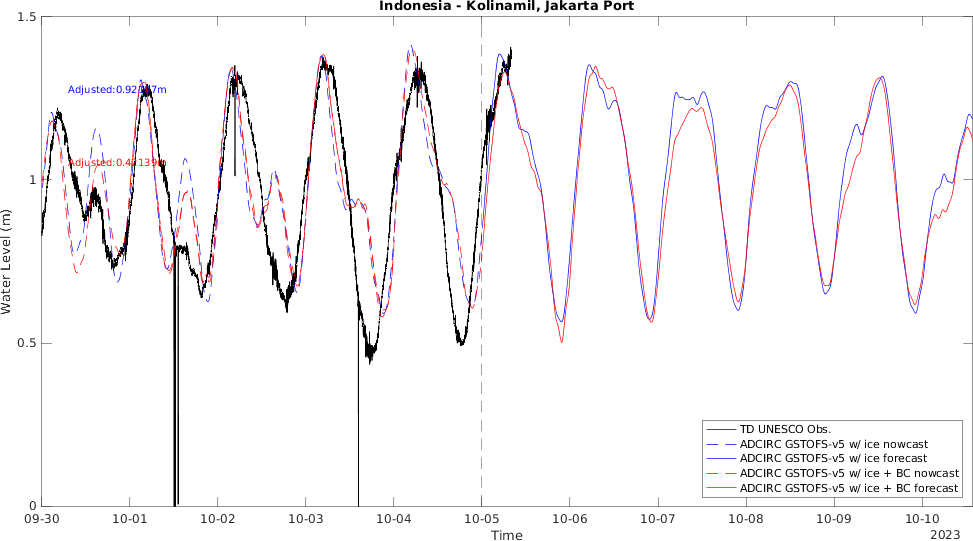 Indonesia - Kolinamil, Jakarta Port
1.5
1
0.5
0
Water Level (m)
09-30
10-01
10-02
10-03
10-04
10-05
10-06
10-07
10-08
10-09
10-10
Time
2023
TD UNESCO Obs.
ADCIRC GSTOFS-v5 w/ ice nowcast
ADCIRC GSTOFS-v5 w/ ice forecast
ADCIRC GSTOFS-v5 w/ ice + BC nowcast
ADCIRC GSTOFS-v5 w/ ice + BC forecast